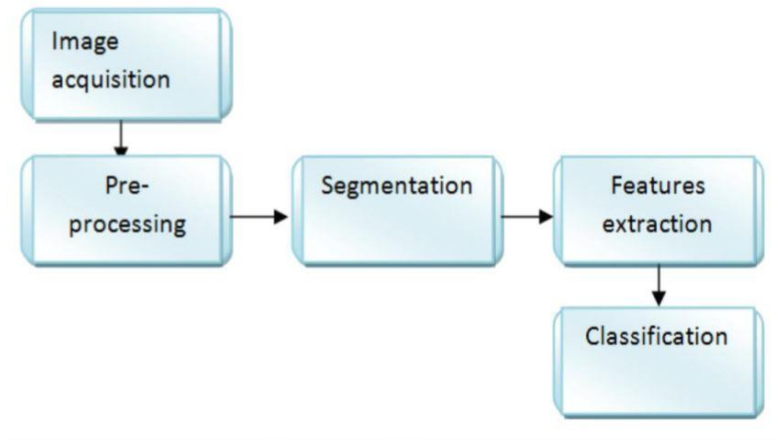 Image
acquisition
Pre-
processing
Segmentation
Features
extraction
Classification